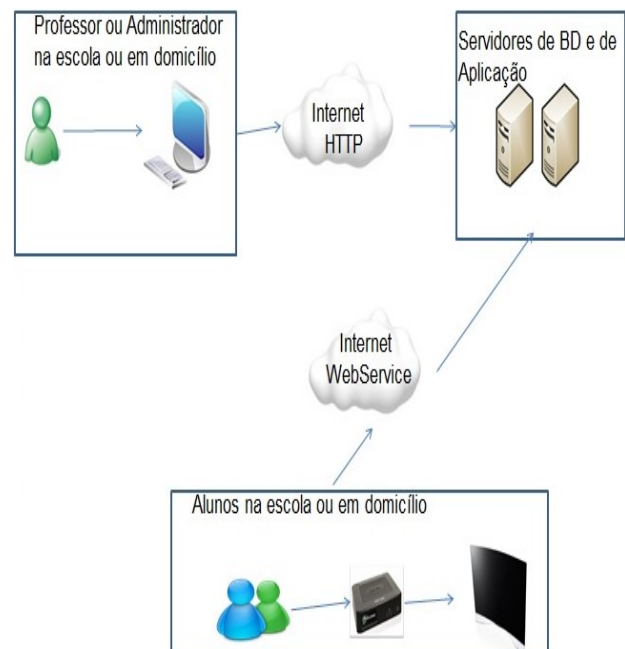 Professor ou Administrador
na escola ou em domicílio
Internet
HTTP
Servidores de BD e de
Aplicação
Internet
WebService
Alunos na escola ou em domicílio